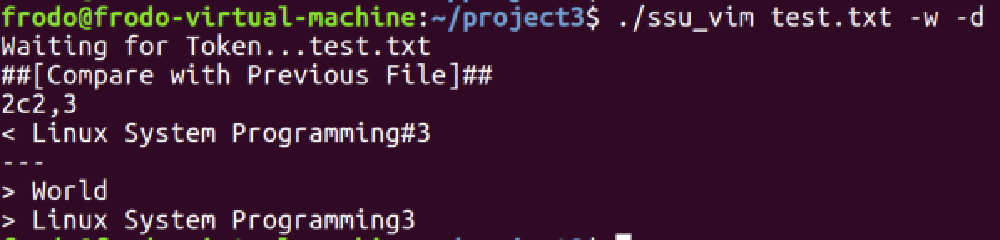 frodo@frodo-virtual-machine:~/project3$ ./ssu_vim test.txt -w -d
Waiting for Token...test.txt
##[Compare with Previous File]##
2c2,3
< Linux System Programming#3
---
> World
> Linux System Programming3